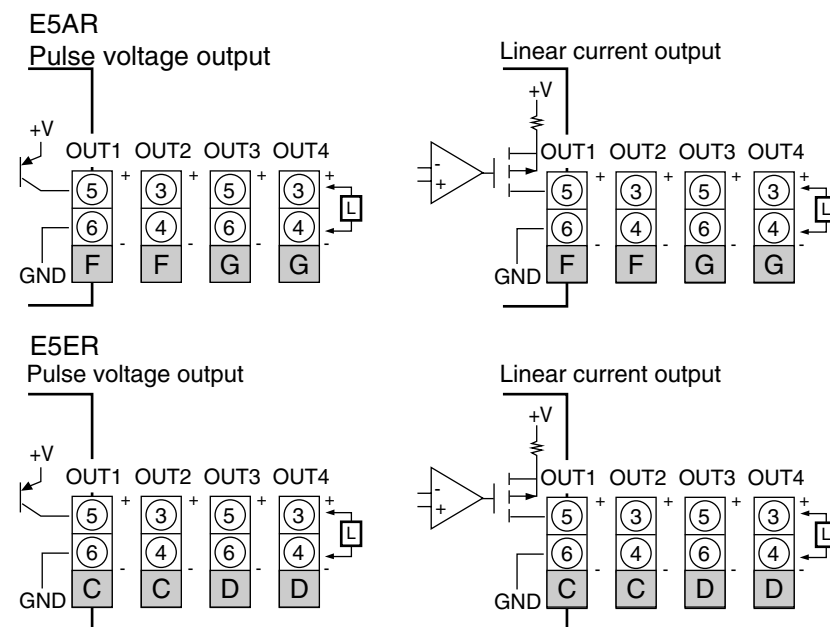 E5AR
Pulse voltage output
Linear current output
+V
OUT1 OUT2 OUT3 OUT4
+ + + +
5 3 5 3
L
6 4 6 4
- - - -
GND
F F G G
+V
-
+
OUT1 OUT2 OUT3 OUT4
+ + + +
5 3 5 3
L
6 4 6 4
- - - -
GND
F F G G
E5ER
Pulse voltage output
Linear current output
+V
OUT1 OUT2 OUT3 OUT4
+ + + +
5 3 5 3
L
6 4 6 4
- - - -
GND
C C D D
+V
-
+
OUT1 OUT2 OUT3 OUT4
+ + + +
5 3 5 3
L
6 4 6 4
- - - -
GND
C C D D